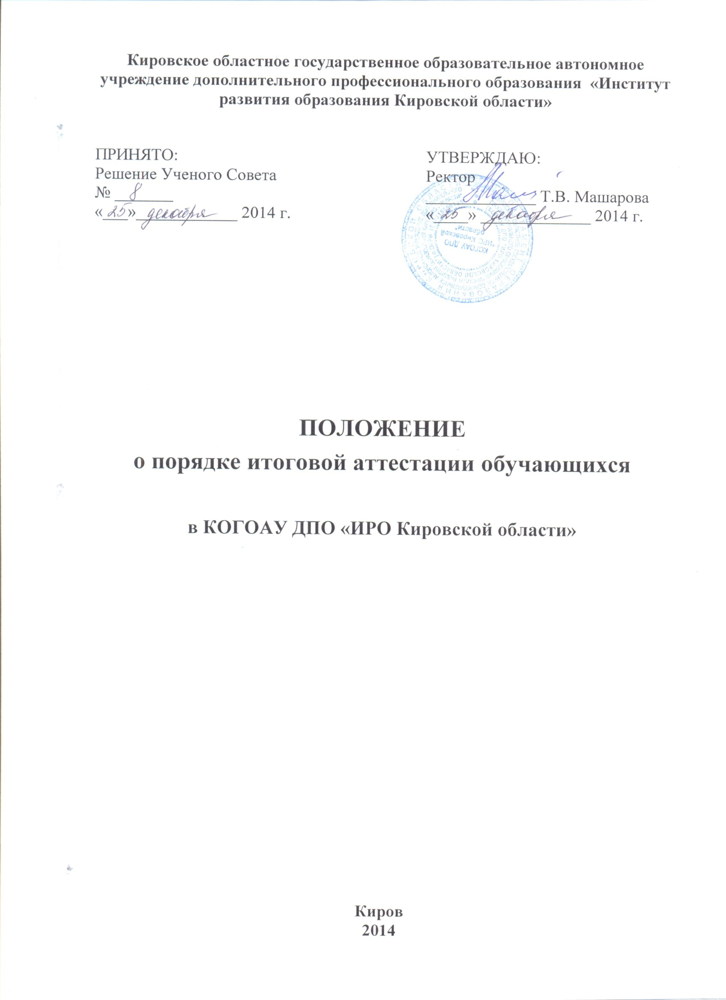 Кировское областное государственное образовательное автономное
учреждение дополнительного профессионального образования «Институт
развития образования Кировской области»
ПРИНЯТО:
Решение Ученого Совета
№ 8
«25» декабря 2014 г.
УТВЕРЖДАЮ:
Ректор
Т.В. Машарова
«25» декабря 2014 г.
КОГОАУ ДПО
"ИРО Кировской
области"
ПОЛОЖЕНИЕ
о порядке итоговой аттестации обучающихся
в КОГОАУ ДПО «ИРО Кировской области»
Киров
2014